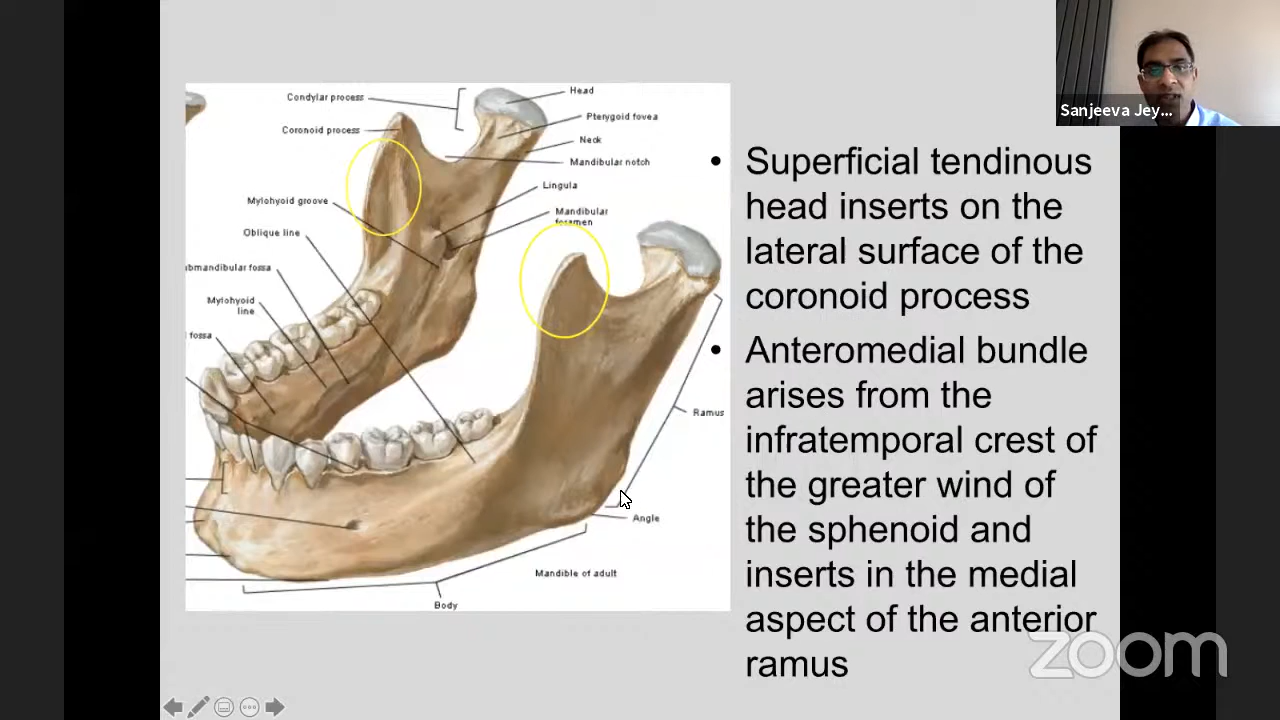 Sanjeeva Jey...
Condylar process
Head
Pterygoid fovea
Coronoid process
Neck
Mandibular notch
Lingula
Mylohyoid groove
Mandibular
foramen
Oblique line
ubmandibular fossa
Mylohyoid
line
fossa
Ramus
Angle
Mandible of adult
Body
• Superficial tendinous
head inserts on the
lateral surface of the
coronoid process
• Anteromedial bundle
arises from the
infratemporal crest of
the greater wind of
the sphenoid and
inserts in the medial
aspect of the anterior
ramus
zoom